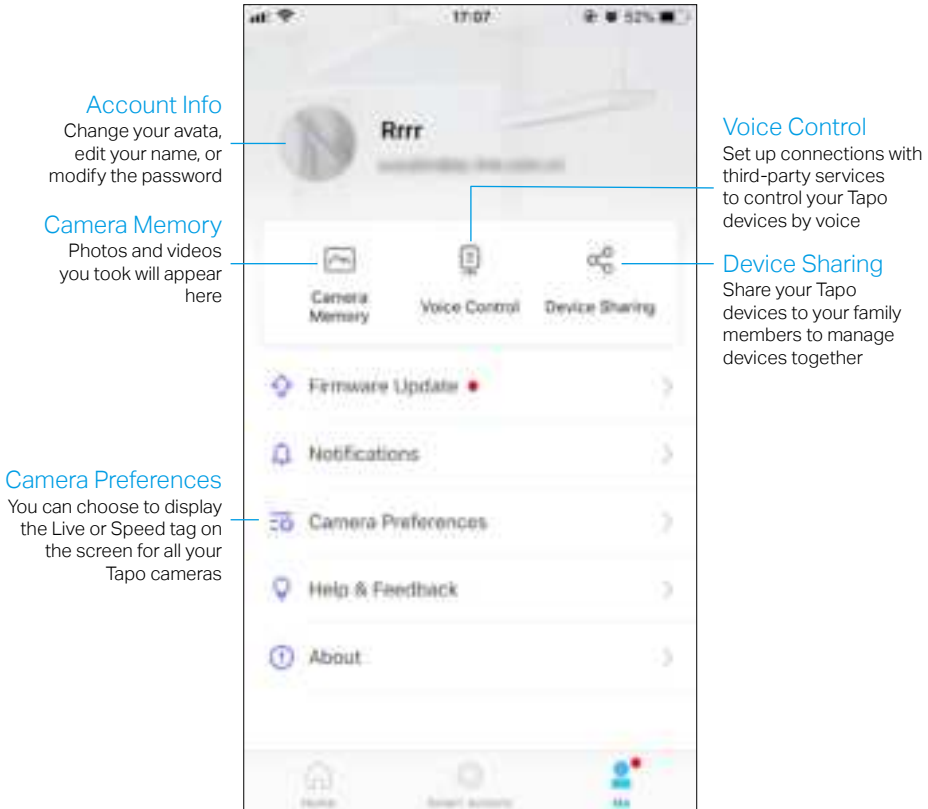 17:07
52%
Account Info
Change your avata,
edit your name, or
modify the password
Rrrr
Voice Control
Set up connections with
third-party services
to control your Tapo
devices by voice
Camera Memory
Photos and videos
you took will appear
here
Device Sharing
Share your Tapo
devices to your family
members to manage
devices together
Camera
Memory
Voice Control
Device Sharing
Firmware Update
Notifications
Camera Preferences
You can choose to display
the Live or Speed tag on
the screen for all your
Tapo cameras
Camera Preferences
Help & Feedback
About
Home
Me